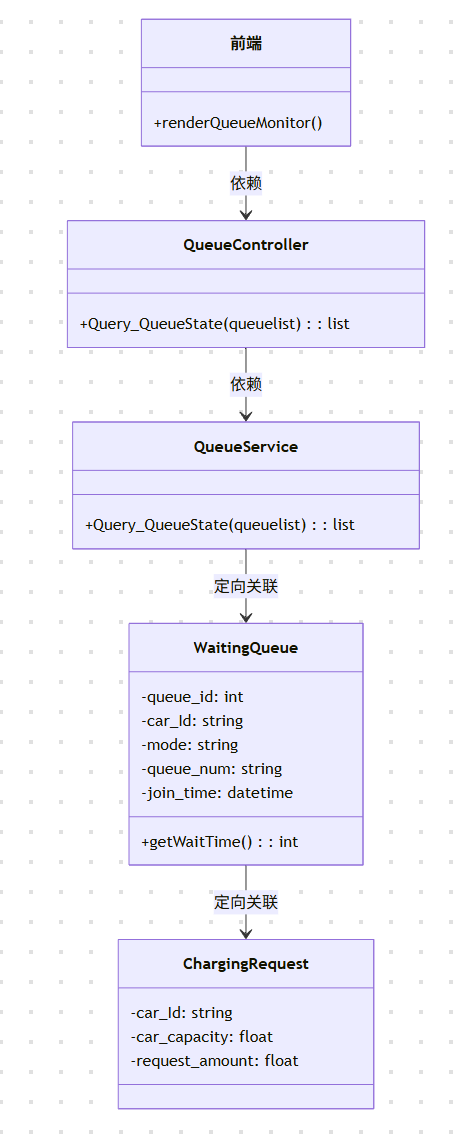 前端
+renderQueueMonitor()
依赖
QueueController
+Query_QueueState(queuelist) : : list
依赖
QueueService
+Query_QueueState(queuelist) : : list
定向关联
WaitingQueue
-queue_id: int
-car_Id: string
-mode: string
-queue_num: string
-join_time: datetime
+getWaitTime() : : int
定向关联
ChargingRequest
-car_Id: string
-car_capacity: float
-request_amount: float